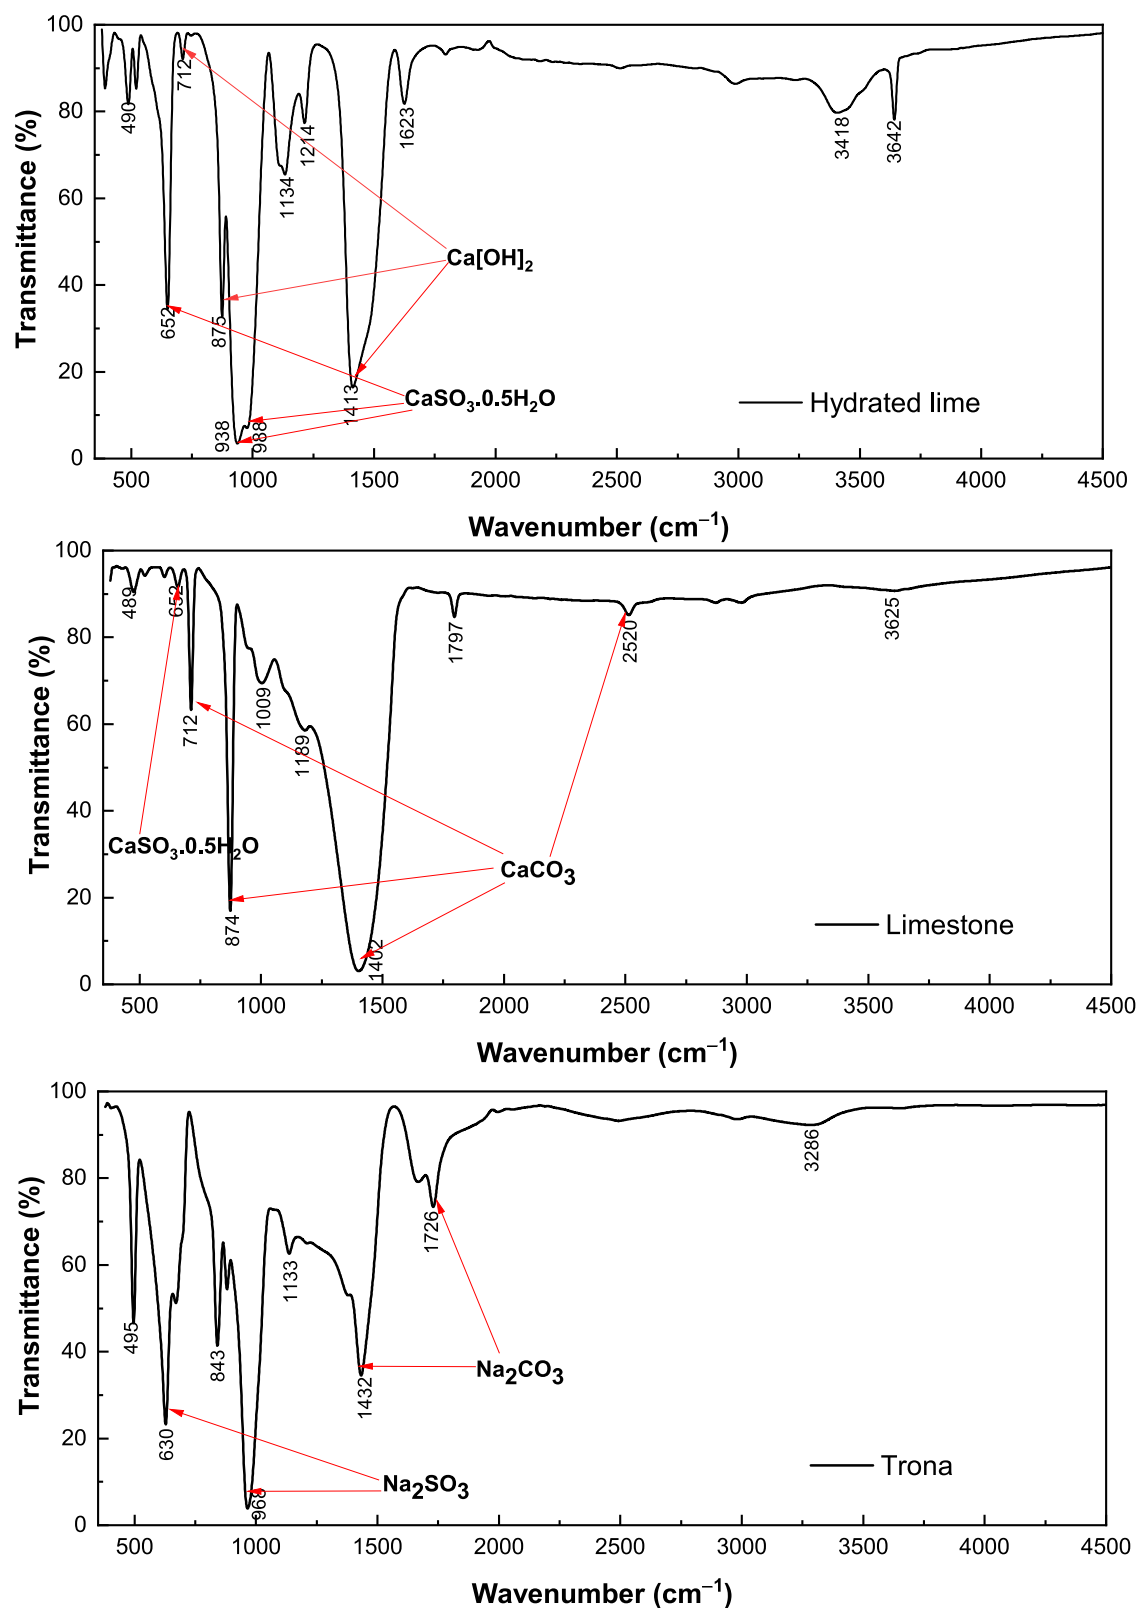 100
80
60
40
20
0
Transmittance (%)
490
652
712
875
938
988
1134
1214
1413
1623
3418
3642
Ca[OH]₂
CaSO₃.0.5H₂O
Hydrated lime
500 1000 1500 2000 2500 3000 3500 4000 4500
Wavenumber (cm⁻¹)
100
80
60
40
20
0
Transmittance (%)
489
652
712
874
1009
1189
1402
1797
2520
3625
CaSO₃.0.5H₂O
CaCO₃
Limestone
500 1000 1500 2000 2500 3000 3500 4000 4500
Wavenumber (cm⁻¹)
100
80
60
40
20
0
Transmittance (%)
495
630
843
968
1133
1432
1726
3286
Na₂CO₃
Na₂SO₃
Trona
500 1000 1500 2000 2500 3000 3500 4000 4500
Wavenumber (cm⁻¹)